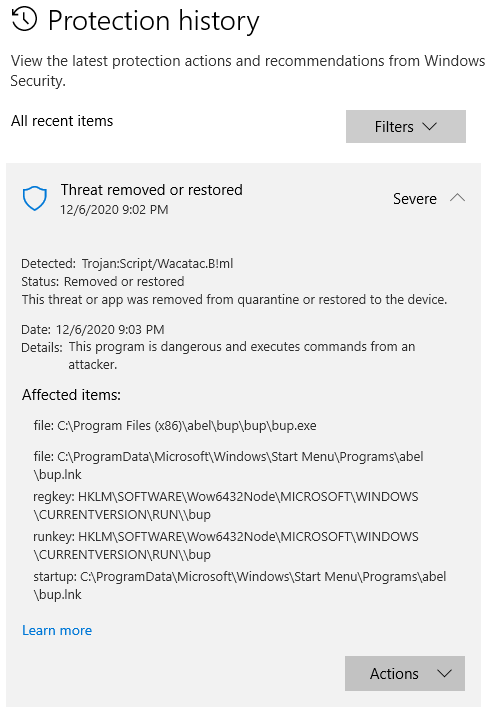 Protection history
View the latest protection actions and recommendations from Windows
Security.
All recent items
Filters
Threat removed or restored
12/6/2020 9:02 PM
Severe
Detected: Trojan:Script/Wacatac.B!ml
Status: Removed or restored
This threat or app was removed from quarantine or restored to the device.
Date: 12/6/2020 9:03 PM
Details: This program is dangerous and executes commands from an
attacker.
Affected items:
file: C:\Program Files (x86)\abel\bup\bup\bup.exe
file: C:\ProgramData\Microsoft\Windows\Start Menu\Programs\abel
\bup.lnk
regkey: HKLM\SOFTWARE\Wow6432Node\MICROSOFT\WINDOWS
\CURRENTVERSION\RUN\\bup
runkey: HKLM\SOFTWARE\Wow6432Node\MICROSOFT\WINDOWS
\CURRENTVERSION\RUN\\bup
startup: C:\ProgramData\Microsoft\Windows\Start Menu\Programs\abel
\bup.lnk
Learn more
Actions